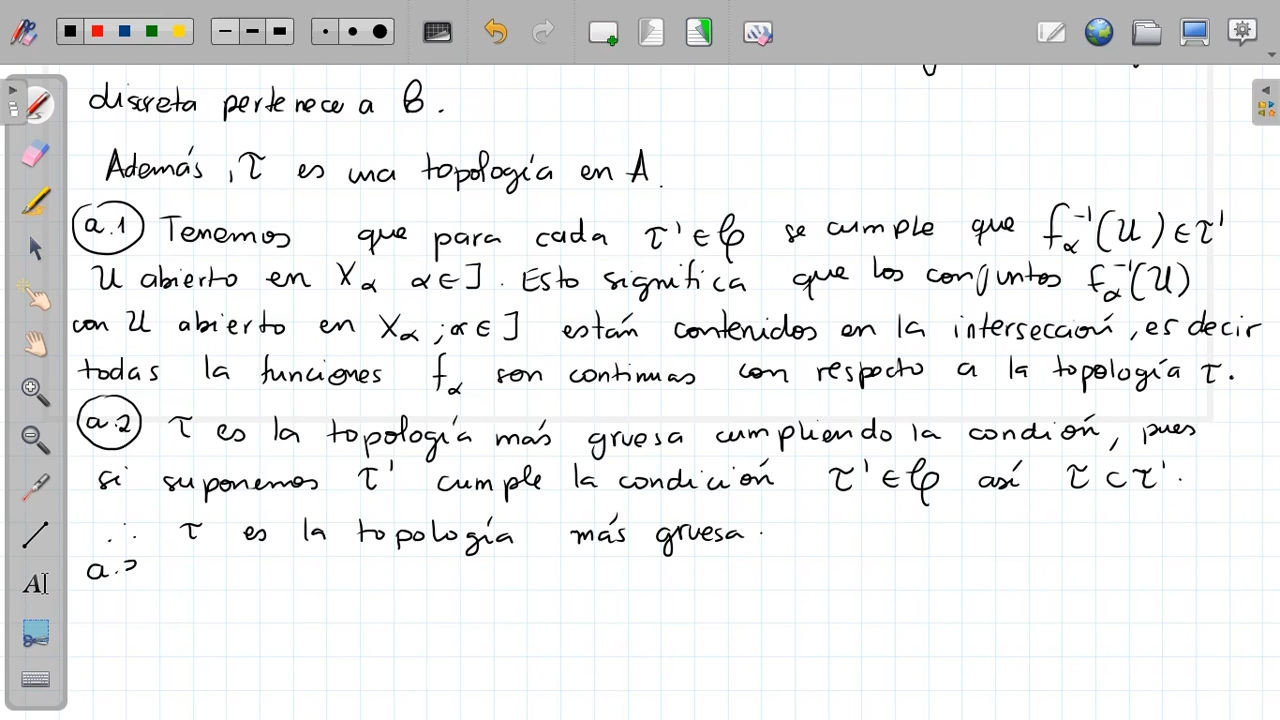 discreta pertenece a B.
Además, τ es una topología en A.
a.1 Tenemos que para cada τ' ∈ φ se cumple que f_α^{-1}(U) ∈ τ'
U abierto en X_α α ∈ J. Esto significa que los conjuntos f_α^{-1}(U)
con U abierto en X_α; α ∈ J están contenidos en la intersección, es decir
todas la funciones f_α son continuas con respecto a la topología τ.
a.2 τ es la topología más gruesa cumpliendo la condión, pues
si suponemos τ' cumple la condición τ' ∈ φ así τ ⊂ τ'.
∴ τ es la topología más gruesa.
a.